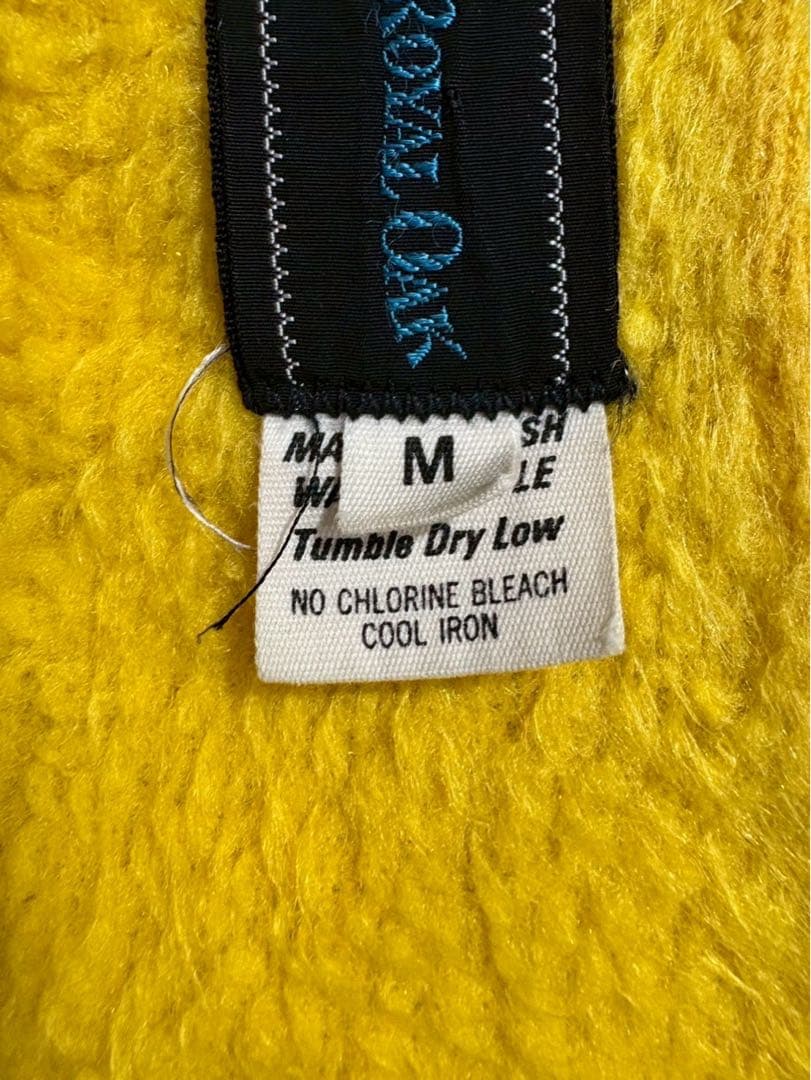 ROYAL OAK
M
Tumble Dry Low
NO CHLORINE BLEACH
COOL IRON